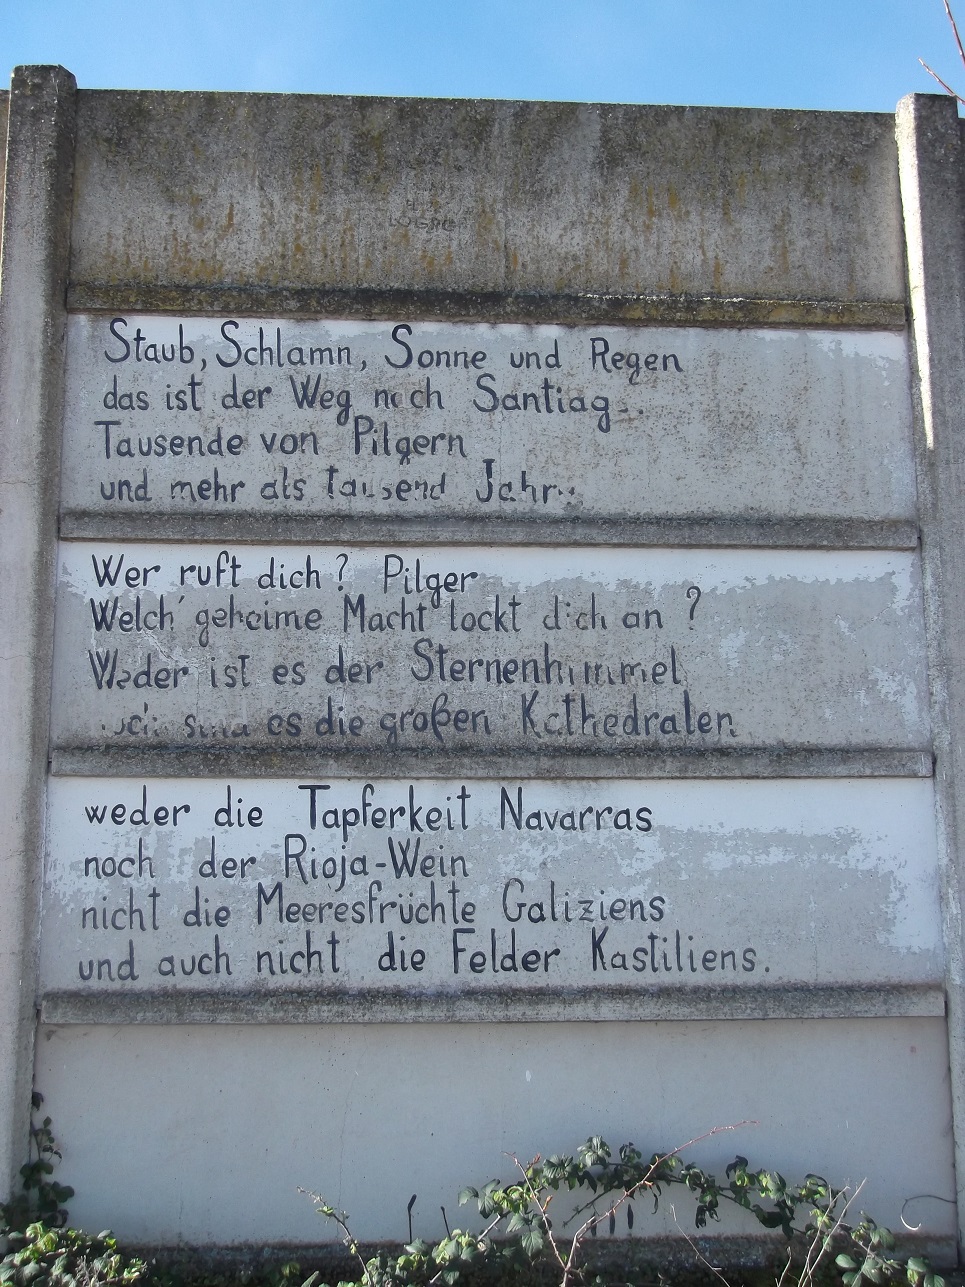 Staub, Schlamm, Sonne und Regen
das ist der Weg nach Santiag
Tausende von Pilgern
und mehr als tausend Jahr
Wer ruft dich? Pilger
Welch' geheime Macht lockt dich an ?
Weder ist es der Sternenhimmel
sind es die großen Kathedralen
weder die Tapferkeit Navarras
noch der Rioja-Wein
nicht die Meeresfrüchte Galiziens
und auch nicht die Felder Kastiliens.